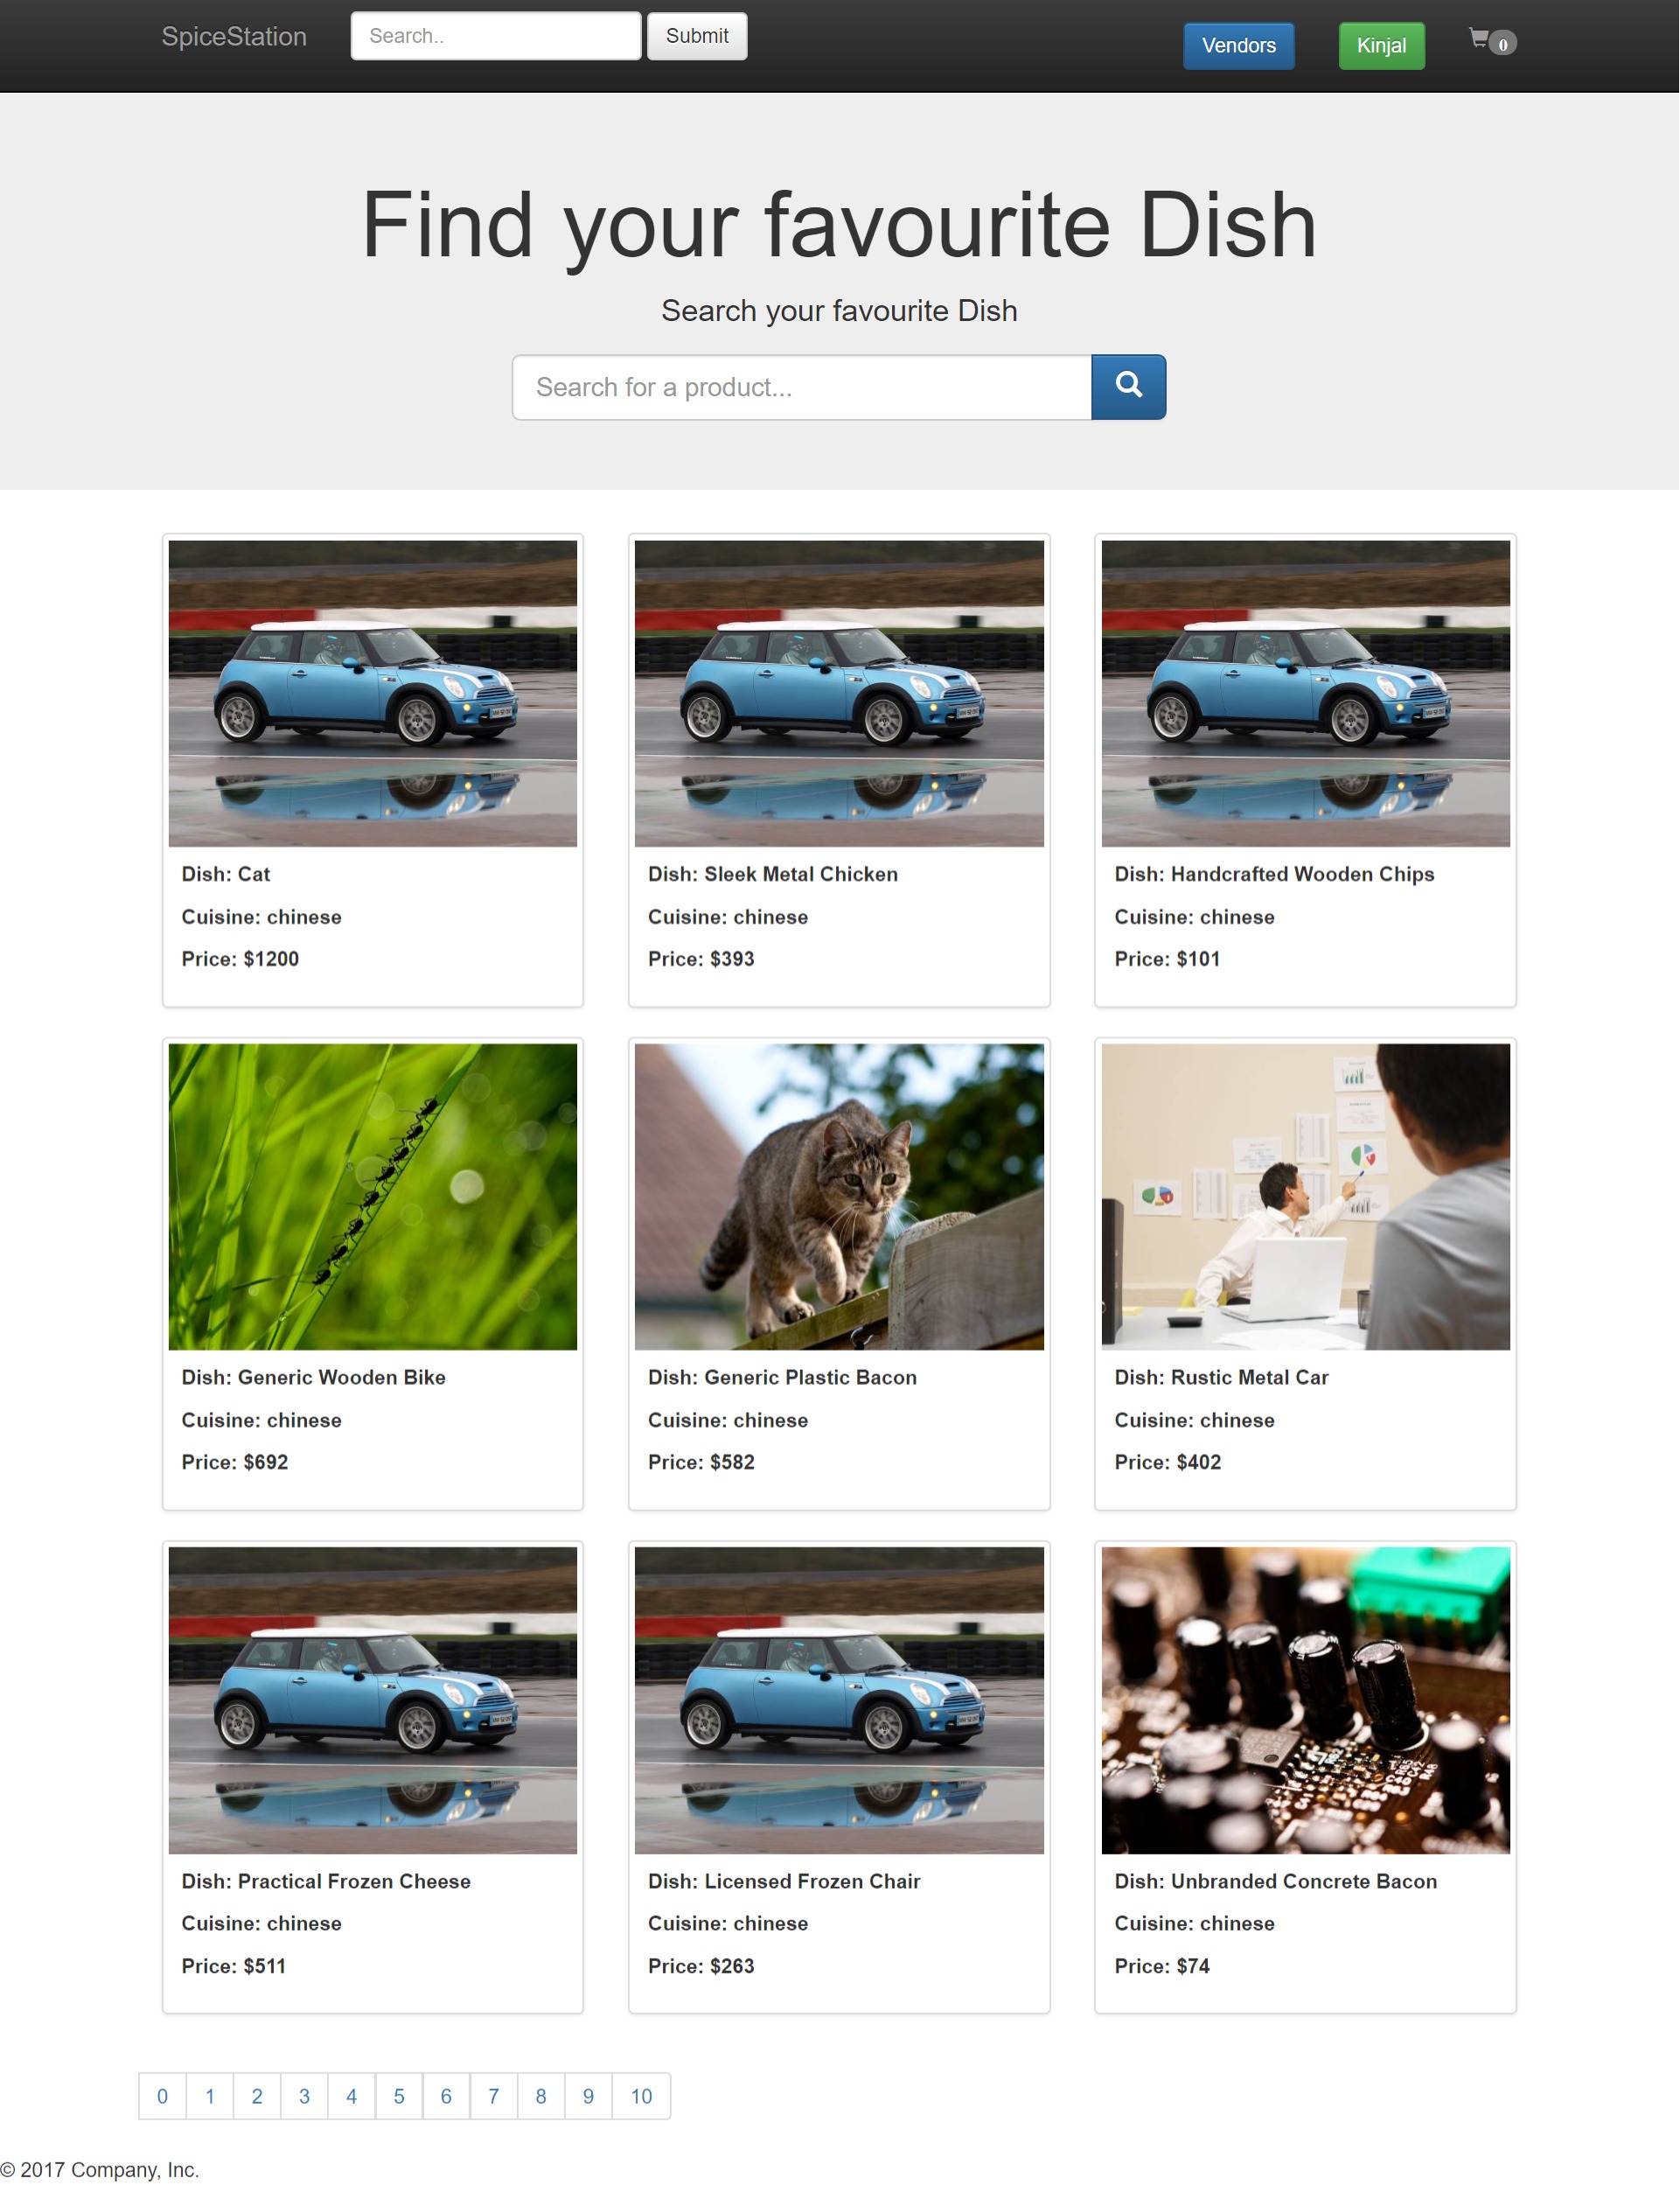 SpiceStation Search.. Submit Vendors Kinjal 0
Find your favourite Dish
Search your favourite Dish
Search for a product...
Dish: Cat
Cuisine: chinese
Price: $1200
Dish: Sleek Metal Chicken
Cuisine: chinese
Price: $393
Dish: Handcrafted Wooden Chips
Cuisine: chinese
Price: $101
Dish: Generic Wooden Bike
Cuisine: chinese
Price: $692
Dish: Generic Plastic Bacon
Cuisine: chinese
Price: $582
Dish: Rustic Metal Car
Cuisine: chinese
Price: $402
Dish: Practical Frozen Cheese
Cuisine: chinese
Price: $511
Dish: Licensed Frozen Chair
Cuisine: chinese
Price: $263
Dish: Unbranded Concrete Bacon
Cuisine: chinese
Price: $74
0 1 2 3 4 5 6 7 8 9 10
© 2017 Company, Inc.